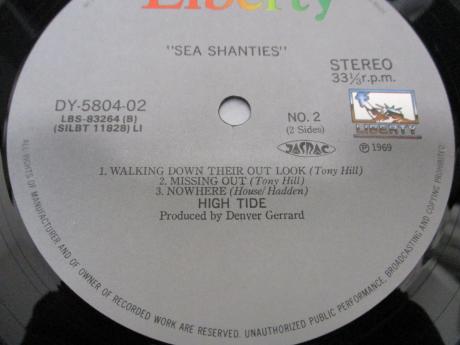 Liberty
"SEA SHANTIES"
STEREO
33⅓r.p.m.
DY-5804-02
LBS-83264 (B)
(SILBT 11828) LI
NO. 2
(2 Sides)
JASRAC
LIBERTY
℗ 1969
1. WALKING DOWN THEIR OUT LOOK (Tony Hill)
2. MISSING OUT (Tony Hill)
3. NOWHERE (House/Hadden)
HIGH TIDE
Produced by Denver Gerrard
ALL RIGHTS OF MANUFACTURER AND OF OWNER OF RECORDED WORK ARE RESERVED. UNAUTHORIZED PUBLIC PERFORMANCE, BROADCASTING AND COPYING PROHIBITED.